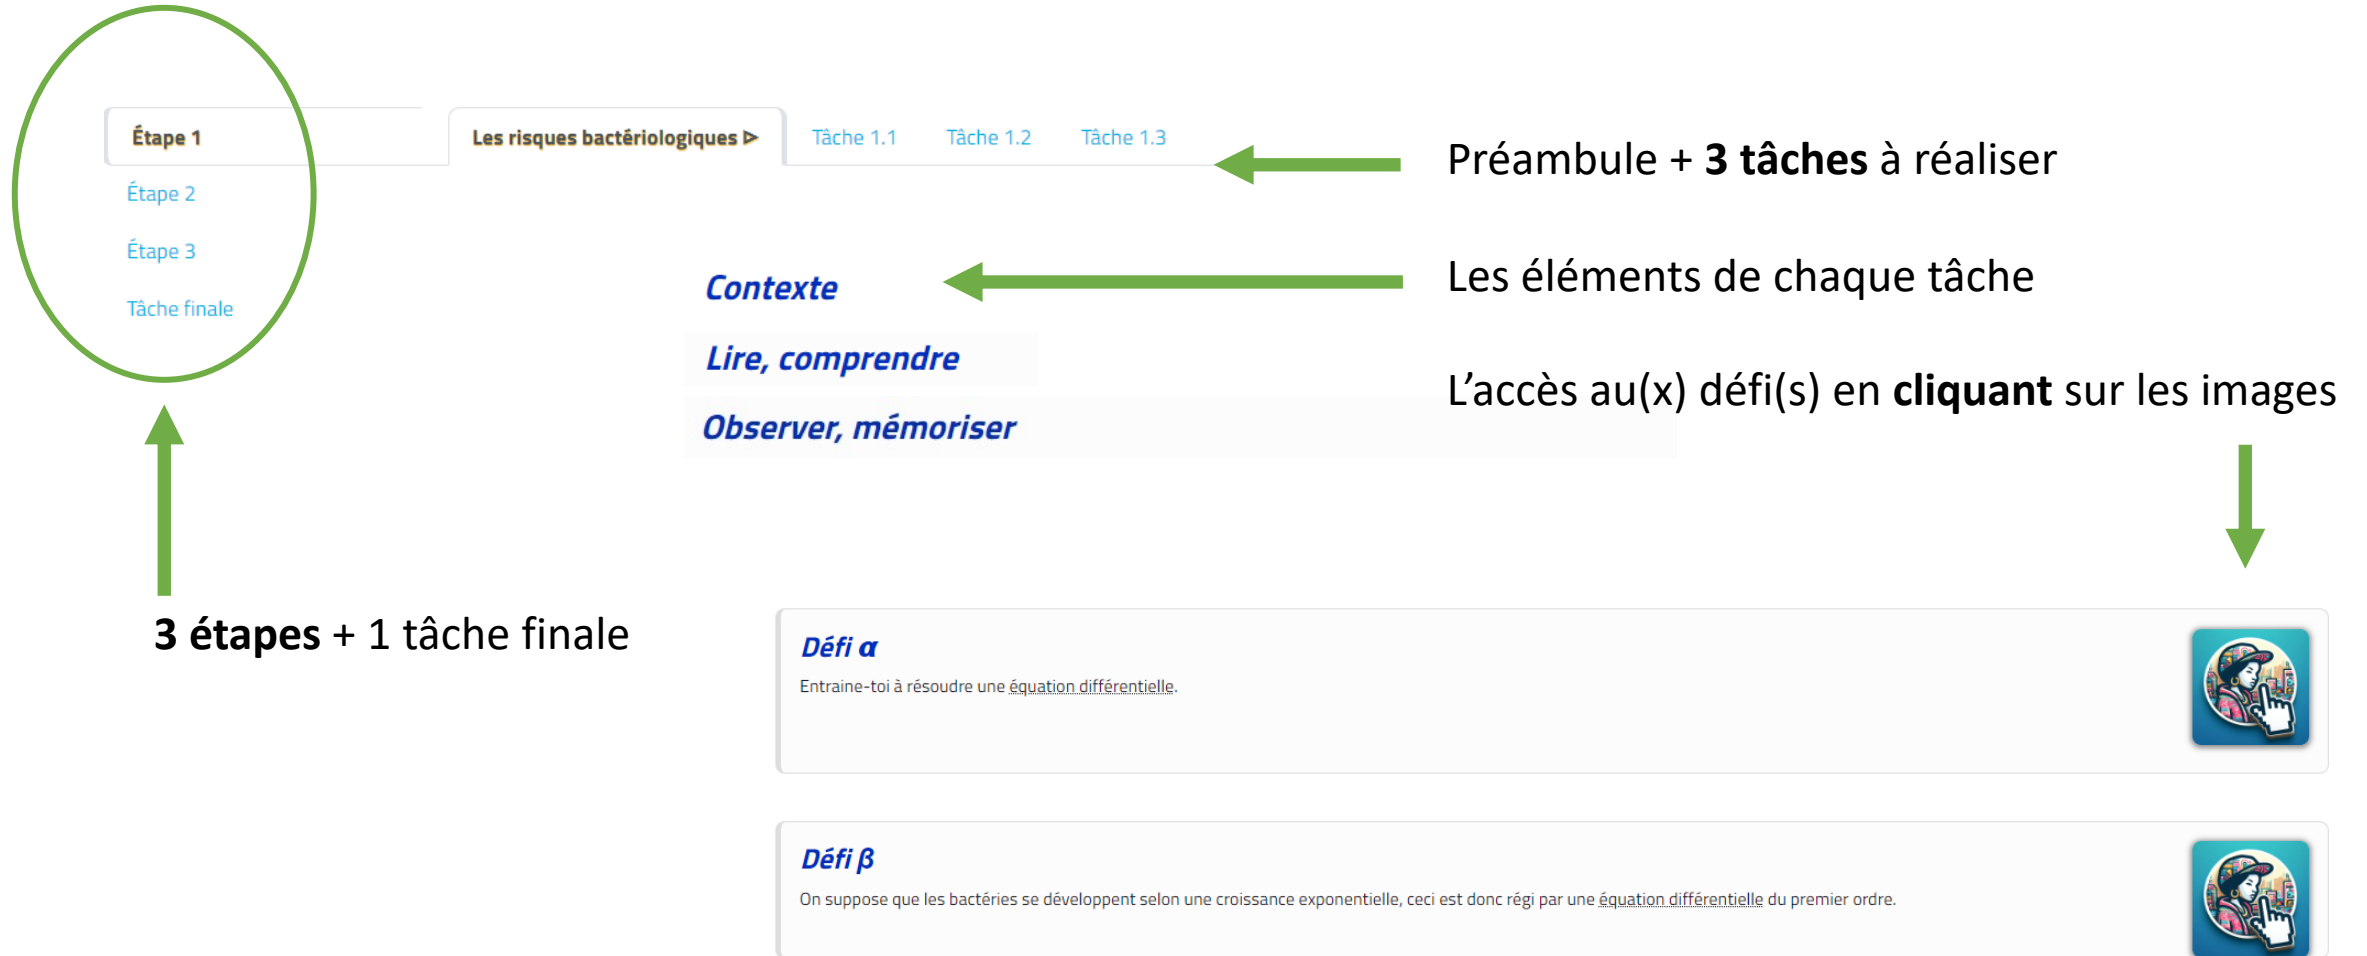 Étape 1
Les risques bactériologiques ⊳
Tâche 1.1
Tâche 1.2
Tâche 1.3
Préambule + 3 tâches à réaliser
Étape 2
Étape 3
Tâche finale
Contexte
Les éléments de chaque tâche
Lire, comprendre
L’accès au(x) défi(s) en cliquant sur les images
Observer, mémoriser
3 étapes + 1 tâche finale
Défi α
Entraine-toi à résoudre une équation différentielle.
Défi β
On suppose que les bactéries se développent selon une croissance exponentielle, ceci est donc régi par une équation différentielle du premier ordre.